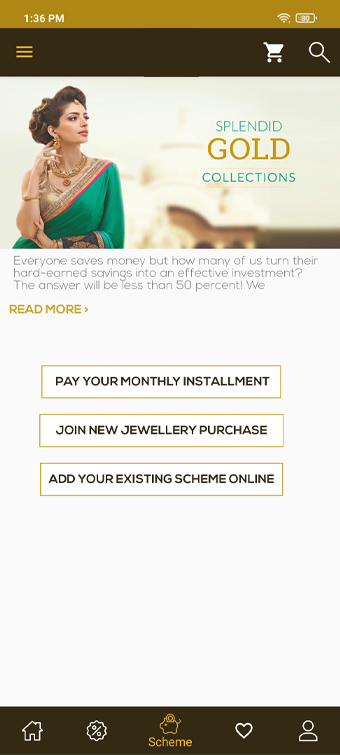 1:36 PM
80
SPLENDID
GOLD
COLLECTIONS
Everyone saves money but how many of us turn their
hard-earned savings into an effective investment?
The answer will be less than 50 percent! We
READ MORE >
PAY YOUR MONTHLY INSTALLMENT
JOIN NEW JEWELLERY PURCHASE
ADD YOUR EXISTING SCHEME ONLINE
Scheme